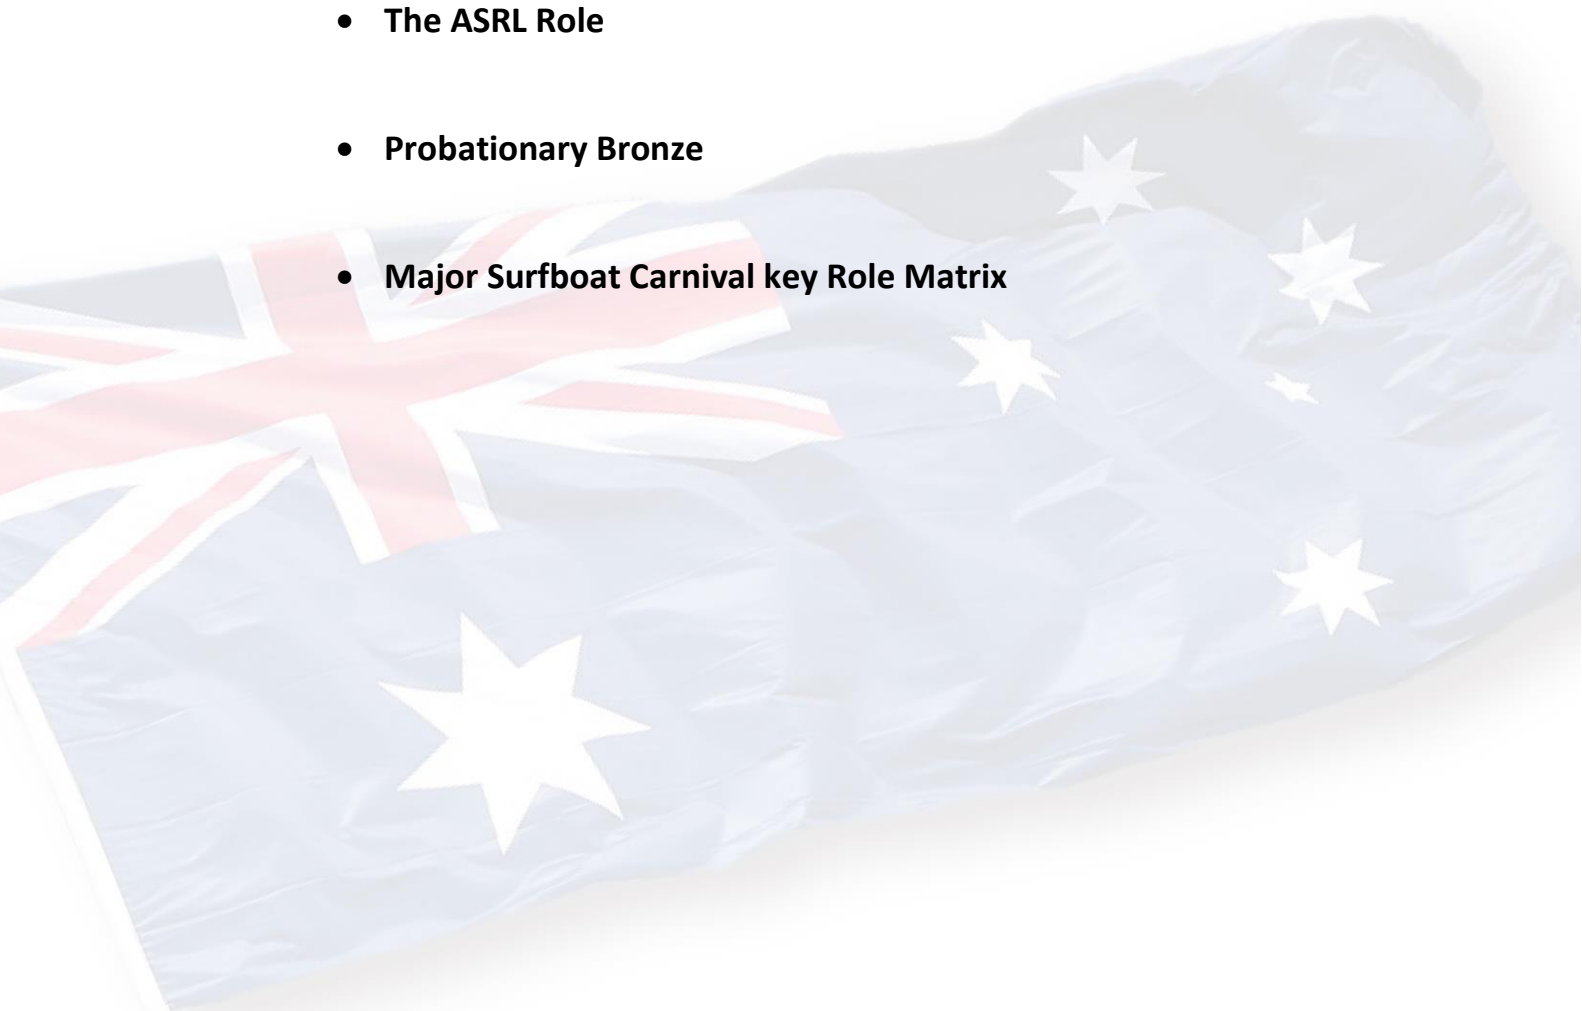 • The ASRL Role
• Probationary Bronze
• Major Surfboat Carnival key Role Matrix